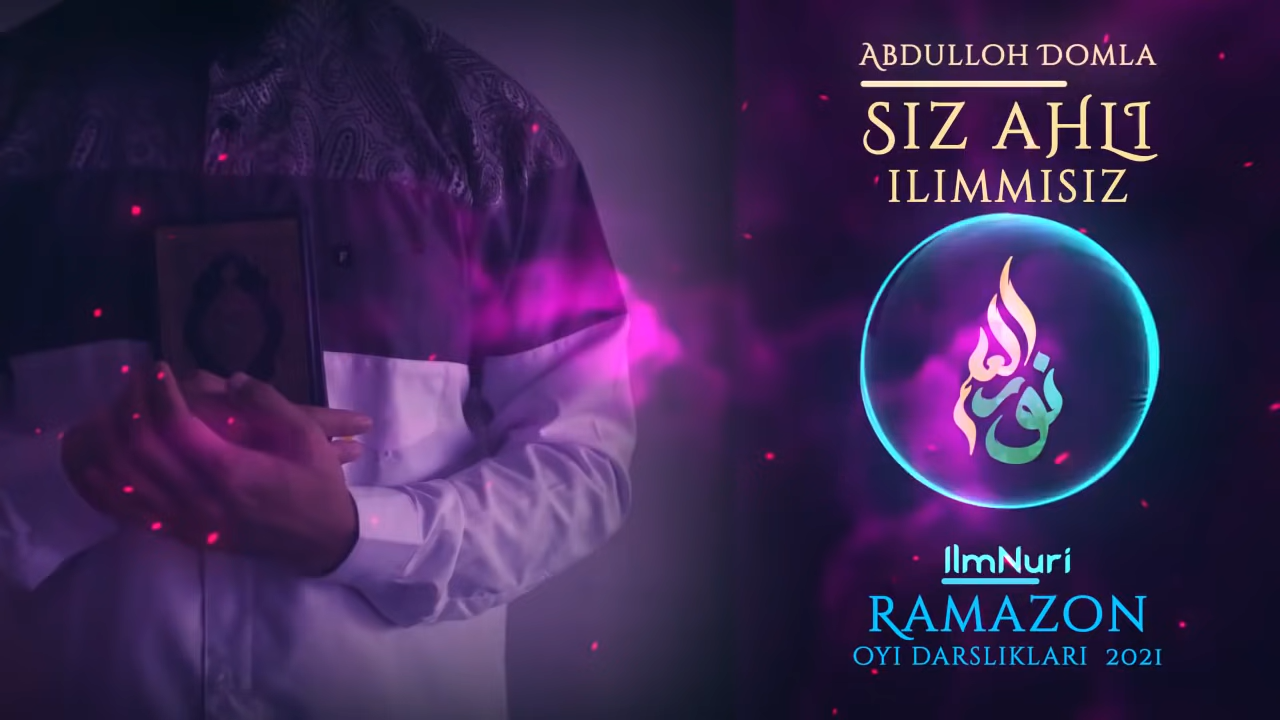 Abdulloh Domla
SIZ AHLI
ILIMMISIZ
نور العلم
IlmNuri
RAMAZON
OYI DARSLIKLARI 2021